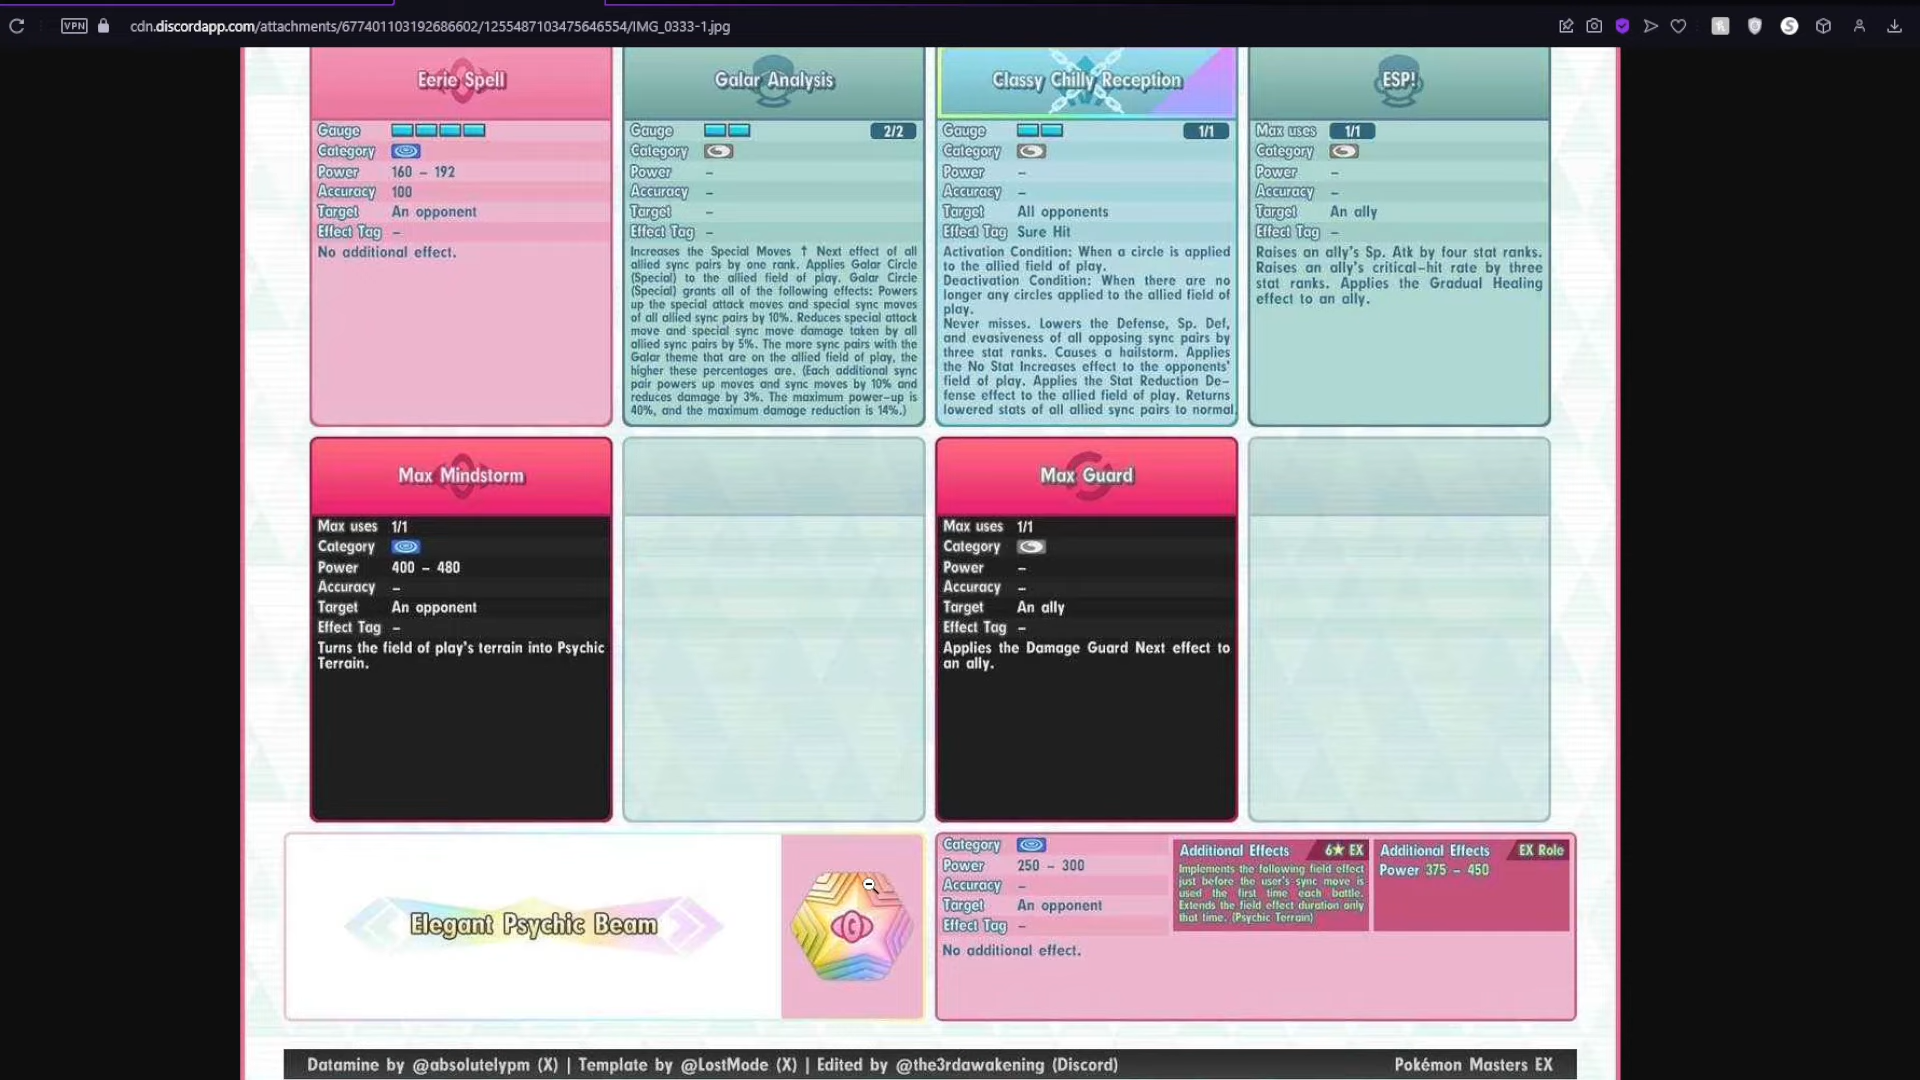 VPN
cdn.discordapp.com/attachments/677401103192686602/1255487103475646554/IMG_0333-1.jpg
Eerie Spell
Gauge
Category
Power 160 - 192
Accuracy 100
Target An opponent
Effect Tag -
No additional effect.
Galar Analysis
Gauge 2/2
Category
Power -
Accuracy -
Target -
Effect Tag -
Increases the Special Moves ↑ Next effect of all
allied sync pairs by one rank. Applies Galar Circle
(Special) to the allied field of play. Galar Circle
(Special) grants all of the following effects: Powers
up the special attack moves and special sync moves
of all allied sync pairs by 10%. Reduces special attack
move and special sync move damage taken by all
allied sync pairs by 5%. The more sync pairs with the
Galar theme that are on the allied field of play, the
higher these percentages are. (Each additional sync
pair powers up moves and sync moves by 10% and
reduces damage by 3%. The maximum power-up is
40%, and the maximum damage reduction is 14%.)
Classy Chilly Reception
Gauge 1/1
Category
Power -
Accuracy -
Target All opponents
Effect Tag Sure Hit
Activation Condition: When a circle is applied
to the allied field of play.
Deactivation Condition: When there are no
longer any circles applied to the allied field of
play.
Never misses. Lowers the Defense, Sp. Def,
and evasiveness of all opposing sync pairs by
three stat ranks. Causes a hailstorm. Applies
the No Stat Increases effect to the opponents'
field of play. Applies the Stat Reduction De-
fense effect to the allied field of play. Returns
lowered stats of all allied sync pairs to normal
ESP!
Max uses 1/1
Category
Power -
Accuracy -
Target An ally
Effect Tag -
Raises an ally's Sp. Atk by four stat ranks.
Raises an ally's critical-hit rate by three
stat ranks. Applies the Gradual Healing
effect to an ally.
Max Mindstorm
Max uses 1/1
Category
Power 400 - 480
Accuracy -
Target An opponent
Effect Tag -
Turns the field of play's terrain into Psychic
Terrain.
Max Guard
Max uses 1/1
Category
Power -
Accuracy -
Target An ally
Effect Tag -
Applies the Damage Guard Next effect to
an ally.
Elegant Psychic Beam
Category
Power 250 - 300
Accuracy -
Target An opponent
Effect Tag -
No additional effect.
Additional Effects 6★ EX
Implements the following field effect
just before the user's sync move is
used the first time each battle.
Extends the field effect duration only
that time. (Psychic Terrain)
Additional Effects EX Role
Power 375 - 450
Datamine by @absolutelypm (X) | Template by @LostMode (X) | Edited by @the3rdawakening (Discord)
Pokémon Masters EX